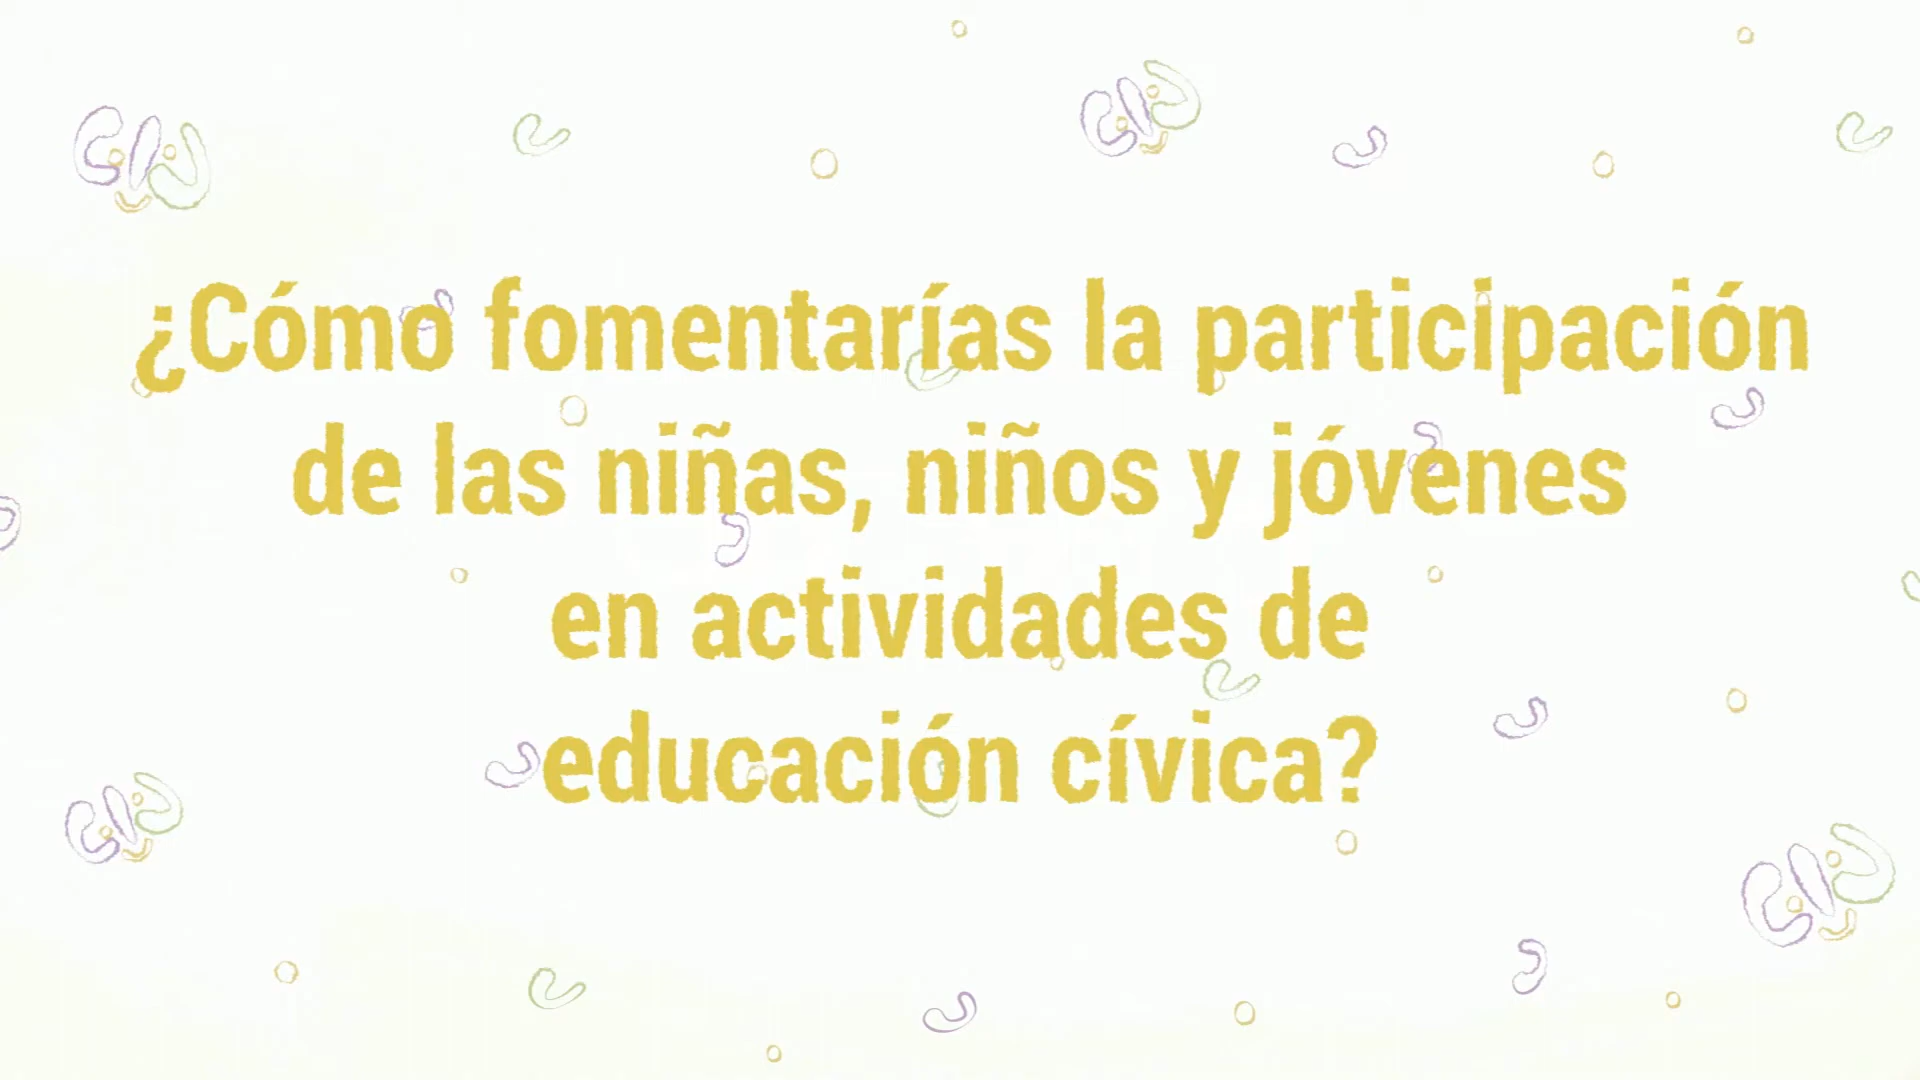 ¿Cómo fomentarías la participación
de las niñas, niños y jóvenes
en actividades de
educación cívica?